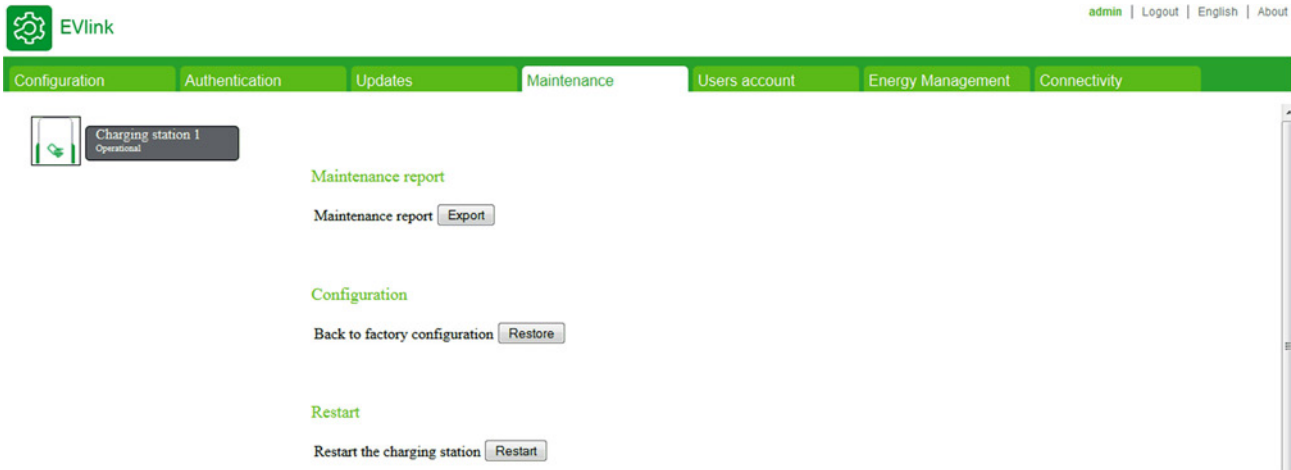 admin | Logout | English | About
EVlink
Configuration Authentication Updates Maintenance Users account Energy Management Connectivity
Charging station 1
Operational
Maintenance report
Maintenance report Export
Configuration
Back to factory configuration Restore
Restart
Restart the charging station Restart